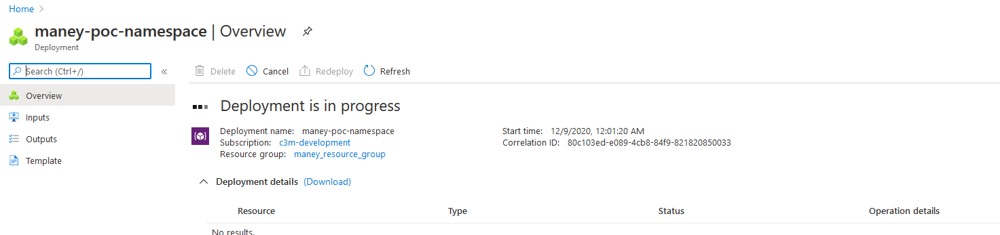 Home >
maney-poc-namespace | Overview
Deployment
Search (Ctrl+/) «
Delete Cancel Redeploy Refresh
Overview
Inputs
Outputs
Template
Deployment is in progress
Deployment name: maney-poc-namespace
Subscription: c3m-development
Resource group: maney_resource_group
Start time: 12/9/2020, 12:01:20 AM
Correlation ID: 80c103ed-e089-4cb8-84f9-821820850033
Deployment details (Download)
Resource Type Status Operation details
No results.